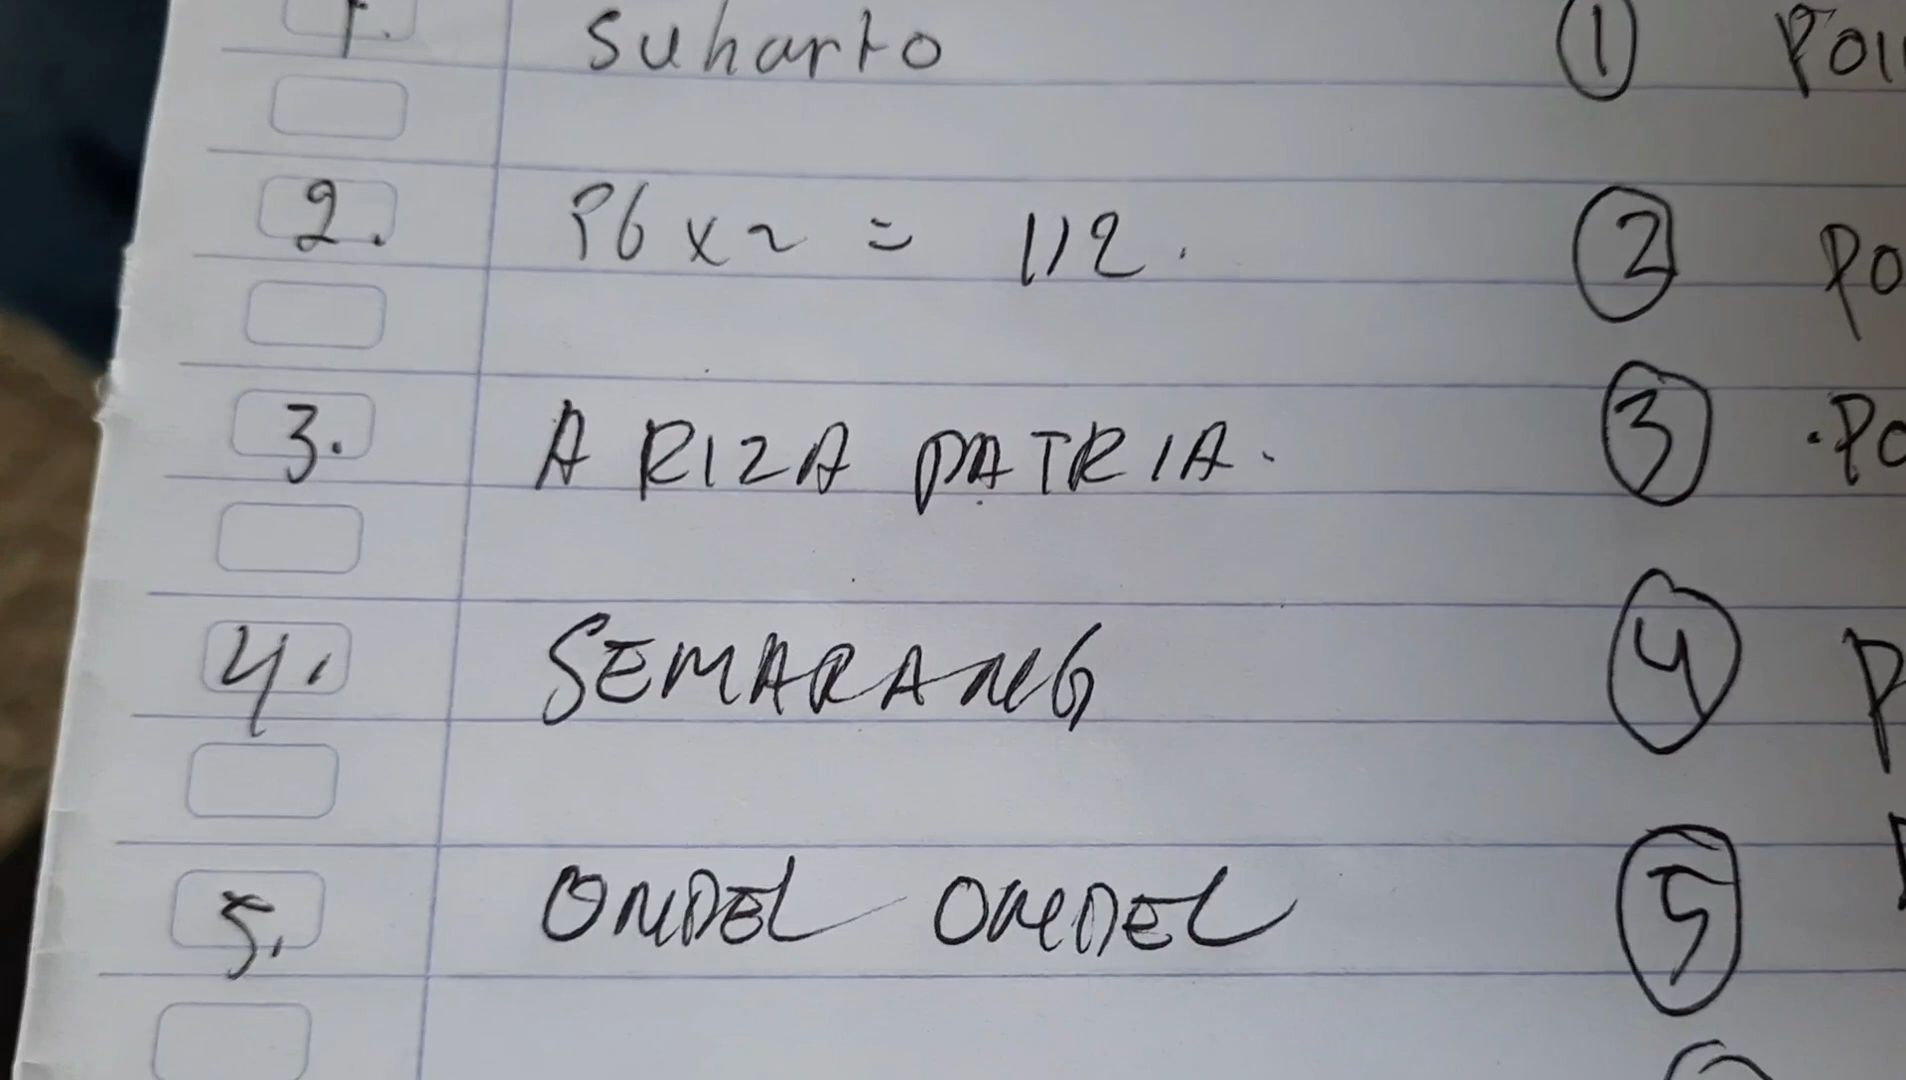 1. Suharto ① Poi
2. 56 x 2 = 112. ② Po
3. A RIZA PATRIA. ③ Po
4. SEMARANG ④ P
5. ONDEL ONDEL ⑤